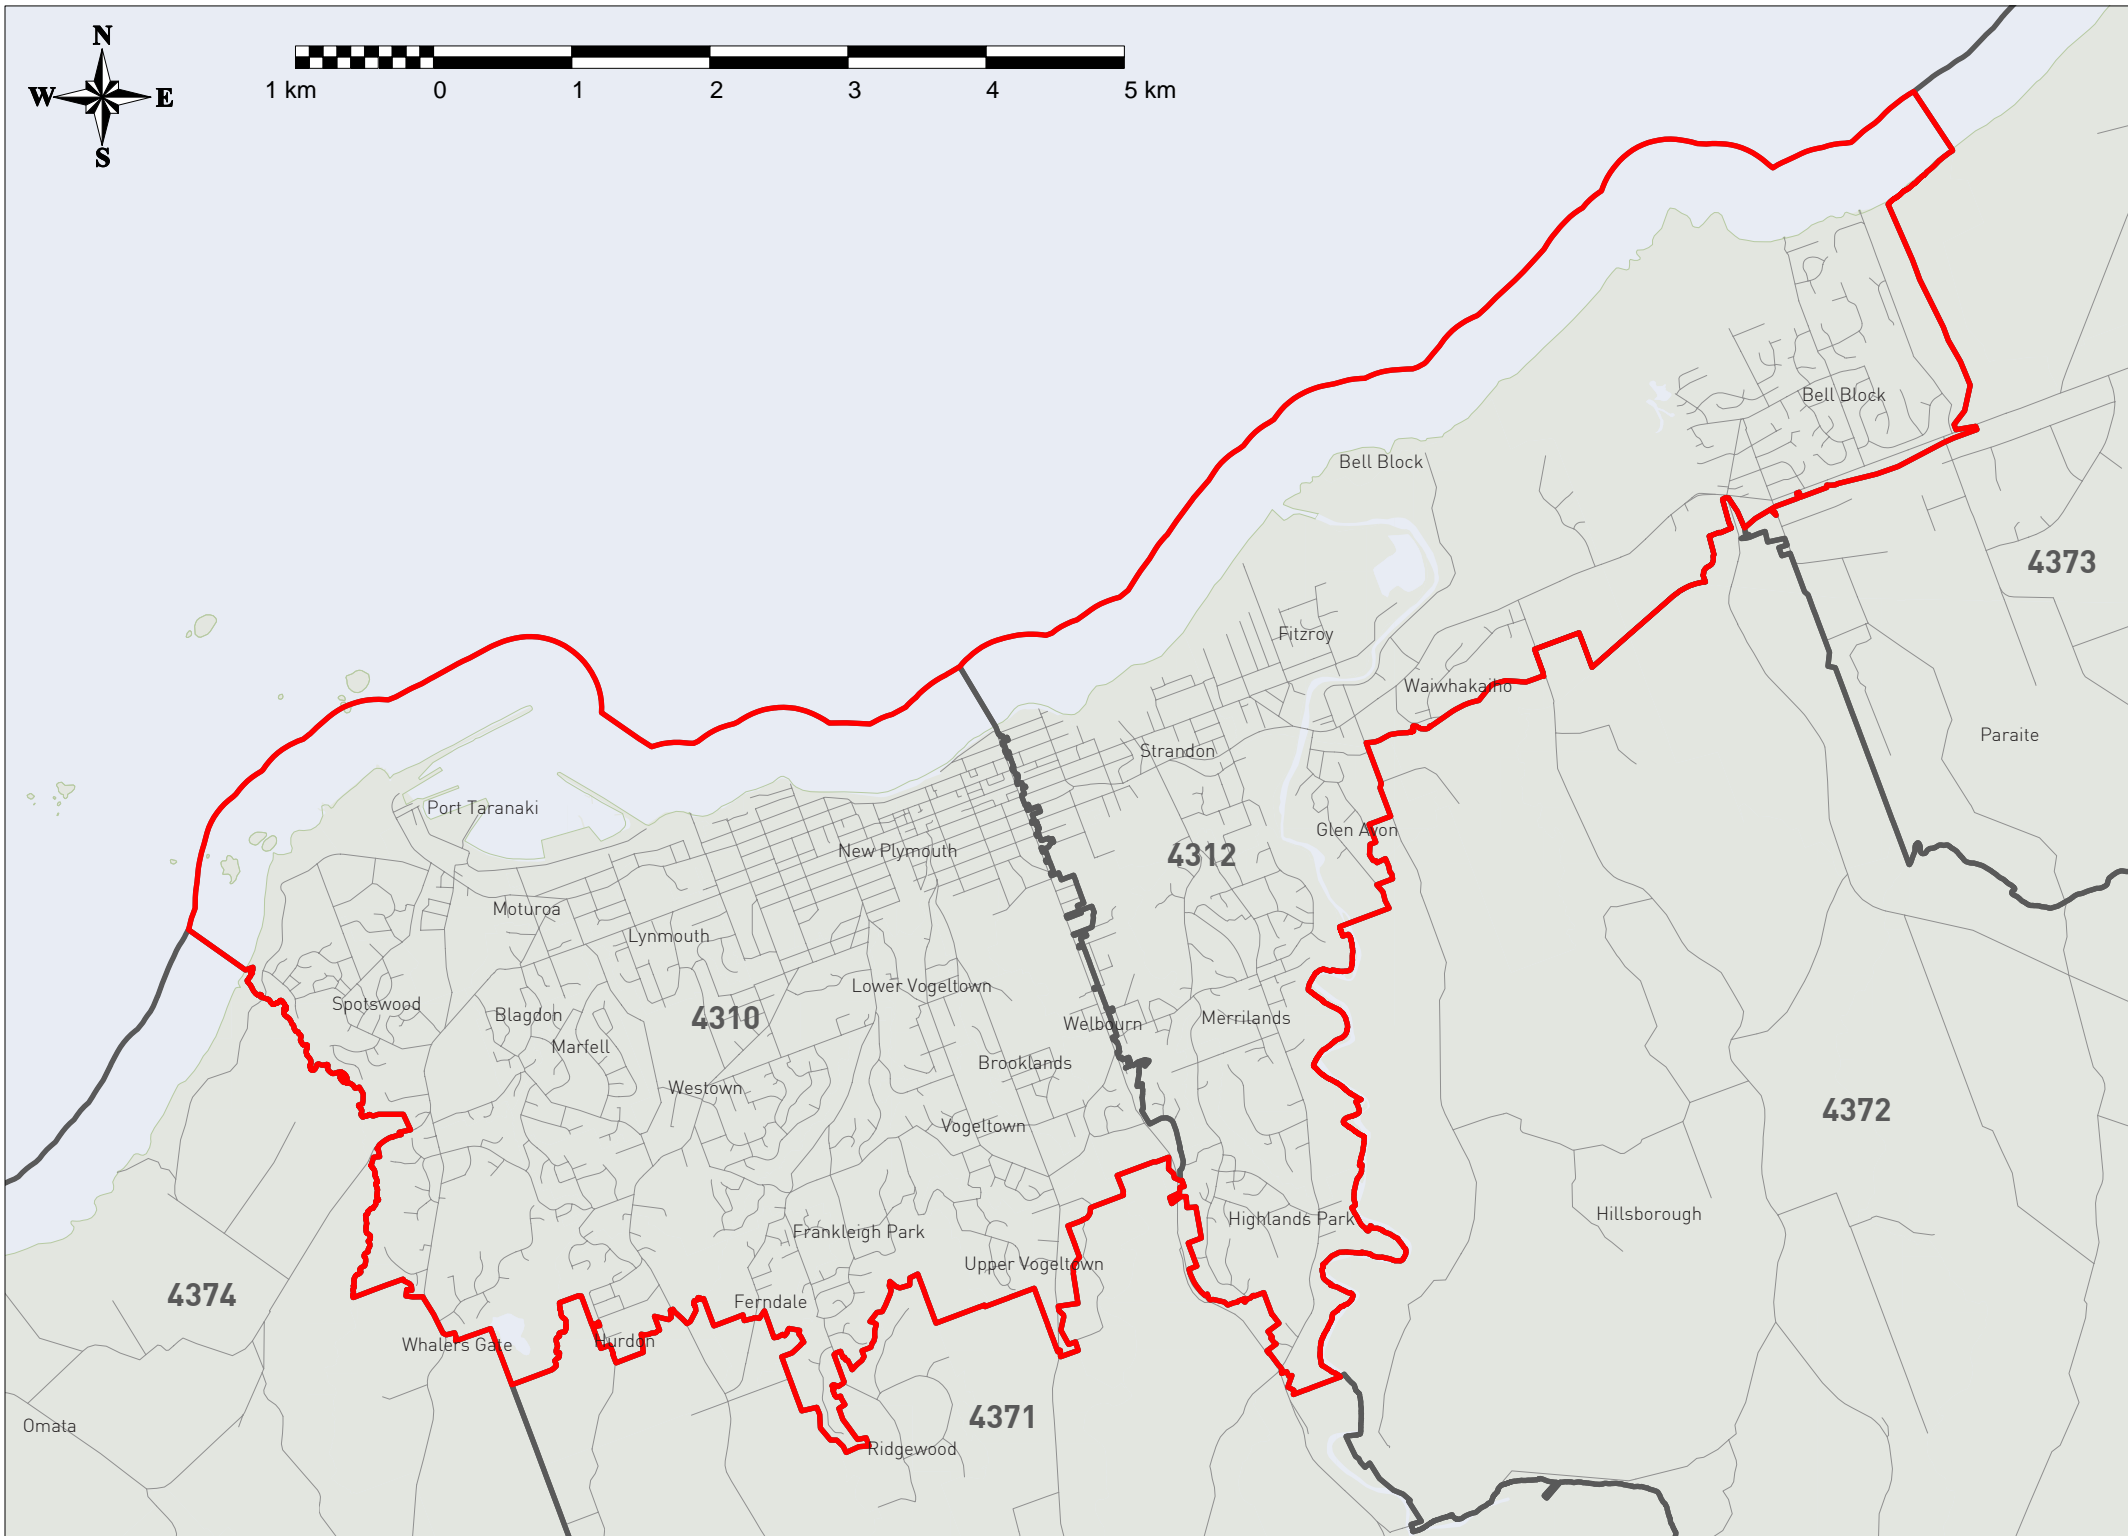 N
W E
S
1 km 0 1 2 3 4 5 km
Bell Block
Bell Block
4373
Fitzroy
Waiwhakaiho
Paraite
Strandon
Port Taranaki
Glen Avon
New Plymouth
4312
Moturoa
Lynmouth
Lower Vogeltown
Spotswood
Blagdon
4310
Welbourn
Merrilands
Marfell
Brooklands
Westown
4372
Vogeltown
Hillsborough
Highlands Park
Frankleigh Park
Upper Vogeltown
4374
Ferndale
Whalers Gate
Hurdon
4371
Omata
Ridgewood